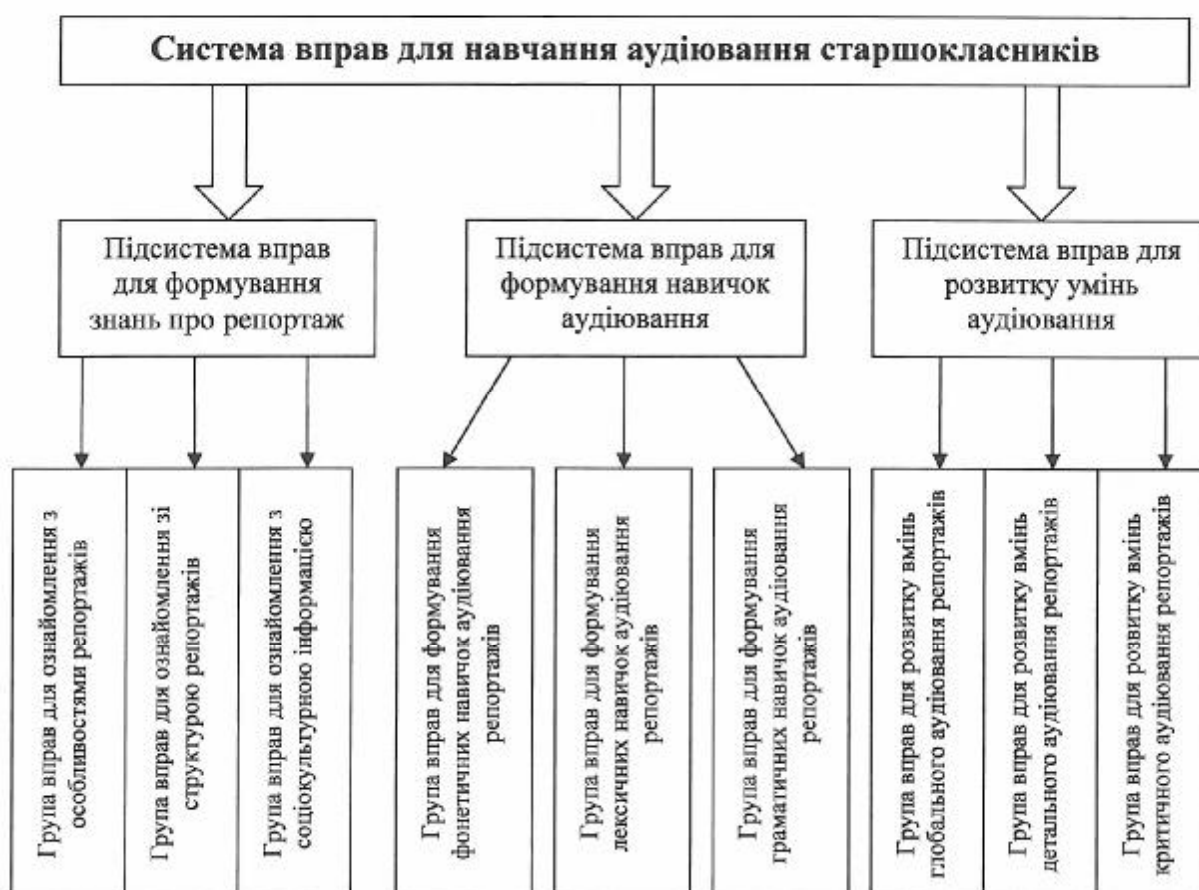 Система вправ для навчання аудіювання старшокласників
Підсистема вправ
для формування
знань про репортаж
Підсистема вправ для
формування навичок
аудіювання
Підсистема вправ для
розвитку умінь
аудіювання
Група вправ для ознайомлення з
особливостями репортажів
Група вправ для ознайомлення зі
структурою репортажів
Група вправ для ознайомлення з
соціокультурною інформацією
Група вправ для формування
фонетичних навичок аудіювання
репортажів
Група вправ для формування
лексичних навичок аудіювання
репортажів
Група вправ для формування
граматичних навичок аудіювання
репортажів
Група вправ для розвитку вмінь
глобального аудіювання репортажів
Група вправ для розвитку вмінь
детального аудіювання репортажів
Група вправ для розвитку вмінь
критичного аудіювання репортажів